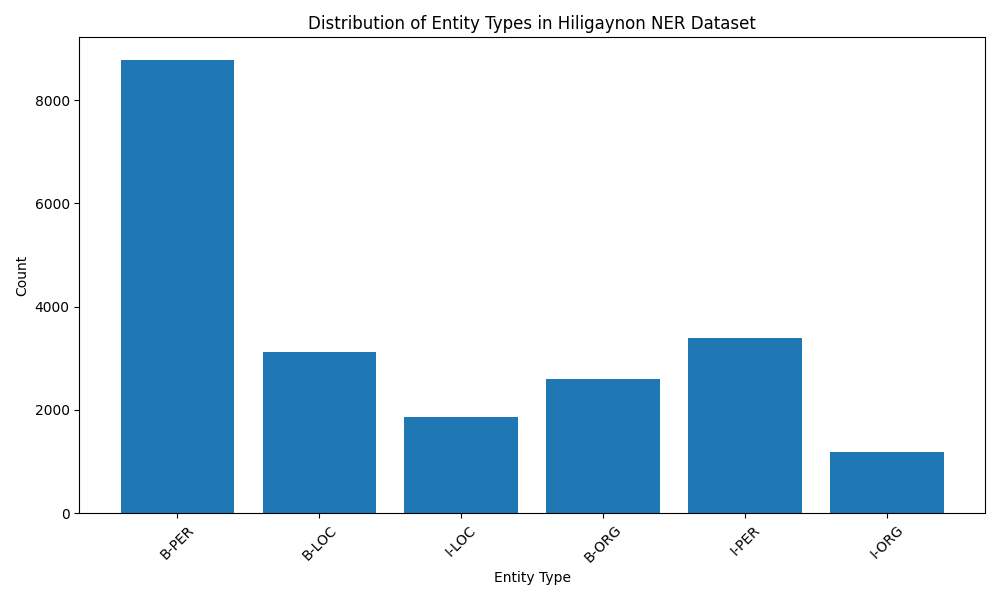 Distribution of Entity Types in Hiligaynon NER Dataset
Count
8000
6000
4000
2000
0
B-PER
B-LOC
I-LOC
B-ORG
I-PER
I-ORG
Entity Type